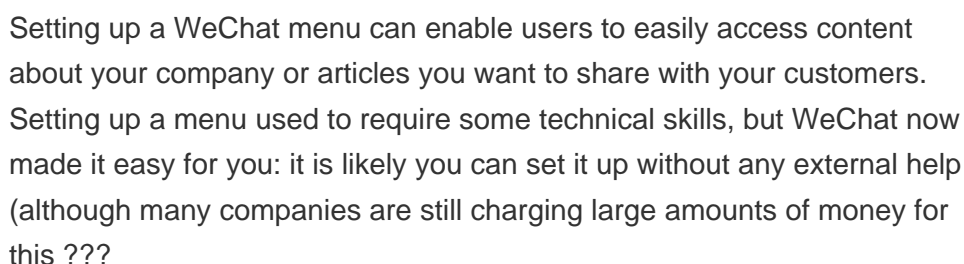 Setting up a WeChat menu can enable users to easily access content
about your company or articles you want to share with your customers.
Setting up a menu used to require some technical skills, but WeChat now
made it easy for you: it is likely you can set it up without any external help
(although many companies are still charging large amounts of money for
this ???